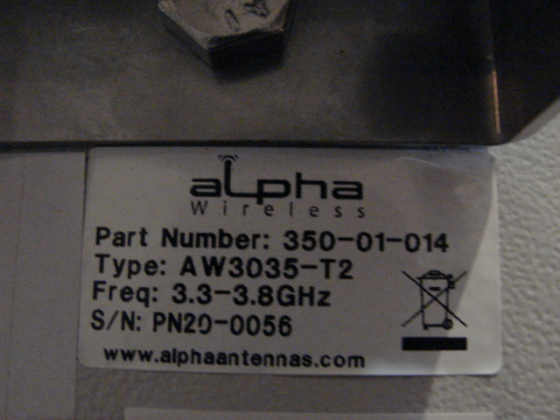 aLpha
Wireless
Part Number: 350-01-014
Type: AW3035-T2
Freq: 3.3-3.8GHz
S/N: PN20-0056
www.alphaantennas.com